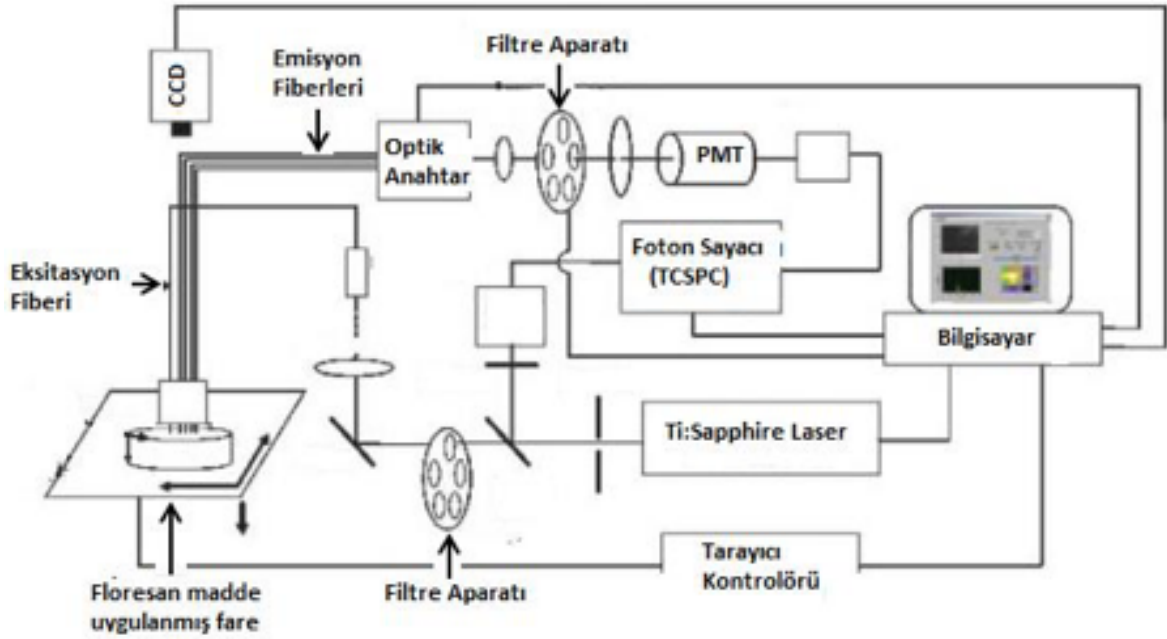 Filtre Aparatı
Emisyon
Fiberleri
CCD
Optik
Anahtar
PMT
Foton Sayacı
(TCSPC)
Eksitasyon
Fiberi
Bilgisayar
Ti:Sapphire Laser
Tarayıcı
Kontrolörü
Floresan madde
uygulanmış fare
Filtre Aparatı